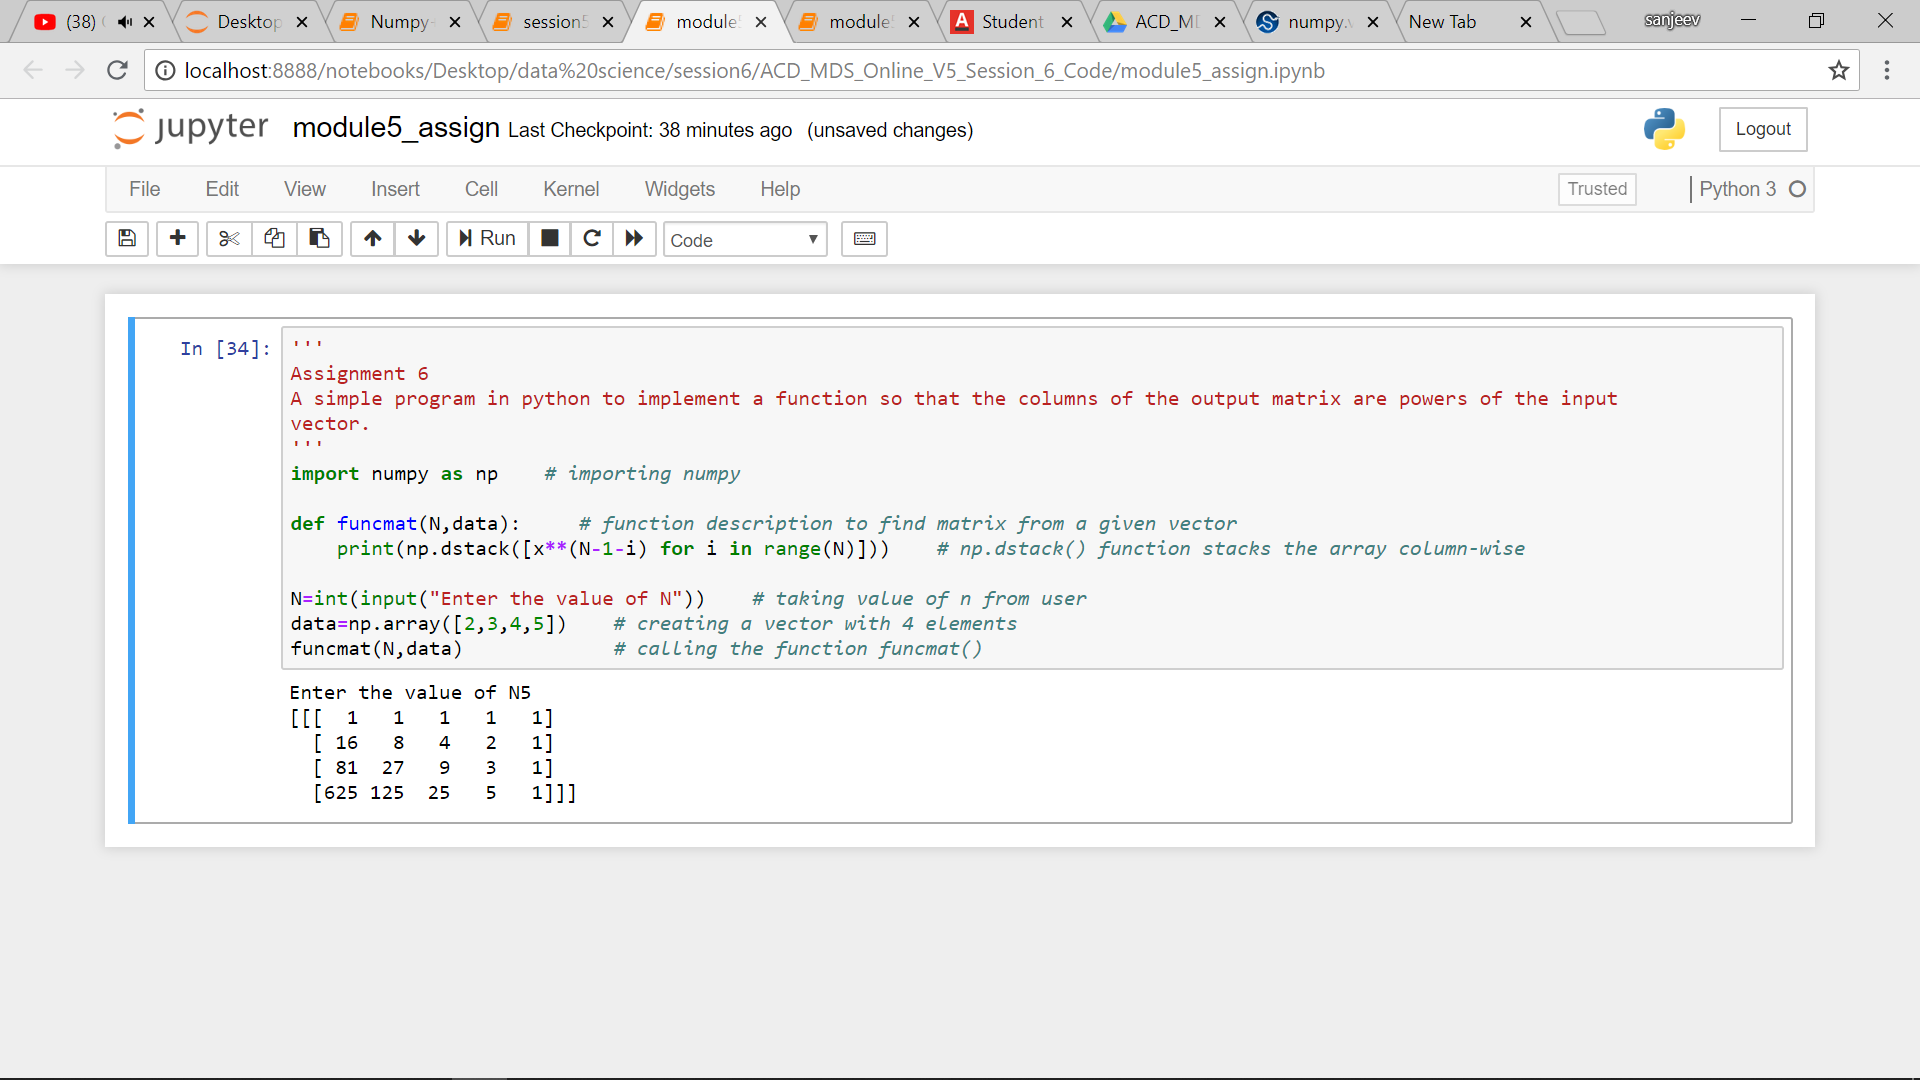 (38)
Desktop
Numpy-
session5
module
module
Student
ACD_M
numpy.
New Tab
sanjeev
localhost:8888/notebooks/Desktop/data%20science/session6/ACD_MDS_Online_V5_Session_6_Code/module5_assign.ipynb
jupyter module5_assign Last Checkpoint: 38 minutes ago (unsaved changes)
Logout
File Edit View Insert Cell Kernel Widgets Help
Trusted
Python 3
Run
Code
In [34]:
'''
Assignment 6
A simple program in python to implement a function so that the columns of the output matrix are powers of the input
vector.
'''
import numpy as np    # importing numpy
def funcmat(N,data):     # function description to find matrix from a given vector
    print(np.dstack([x**(N-1-i) for i in range(N)]))    # np.dstack() function stacks the array column-wise
N=int(input("Enter the value of N"))    # taking value of n from user
data=np.array([2,3,4,5])    # creating a vector with 4 elements
funcmat(N,data)             # calling the function funcmat()
Enter the value of N5
[[[  1   1   1   1   1]
  [ 16   8   4   2   1]
  [ 81  27   9   3   1]
  [625 125  25   5   1]]]